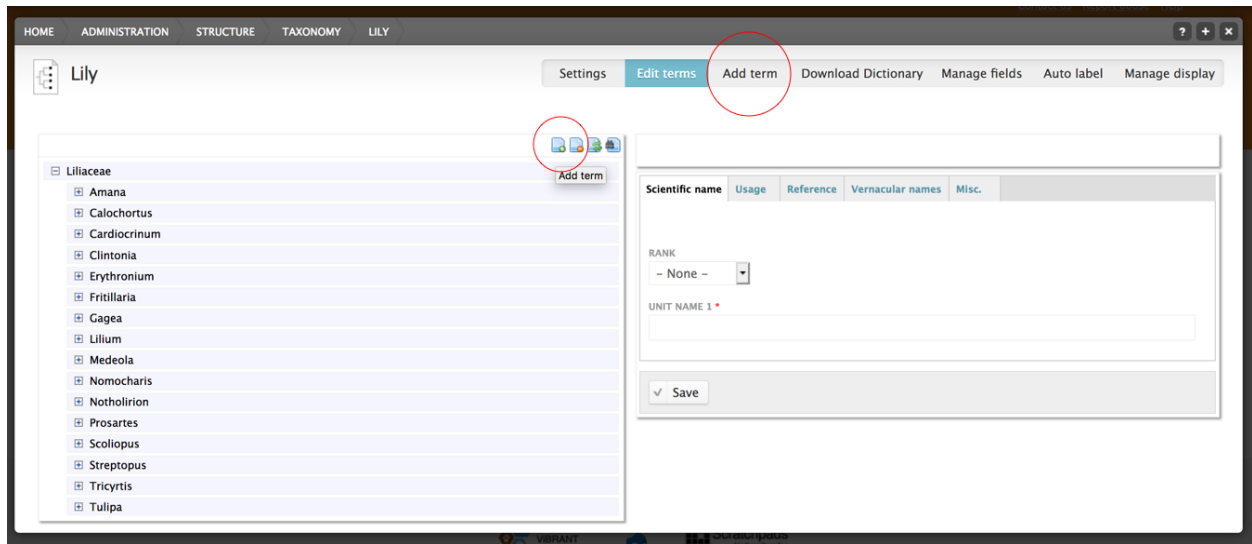 HOME ADMINISTRATION STRUCTURE TAXONOMY LILY ? + ×
Lily
Settings Edit terms Add term Download Dictionary Manage fields Auto label Manage display
Add term
Liliaceae
Amana
Calochortus
Cardiocrinum
Clintonia
Erythronium
Fritillaria
Gagea
Lilium
Medeola
Nomocharis
Notholirion
Prosartes
Scoliopus
Streptopus
Tricyrtis
Tulipa
Scientific name Usage Reference Vernacular names Misc.
RANK
– None –
UNIT NAME 1 *
Save
VIBRANT Scratchpads